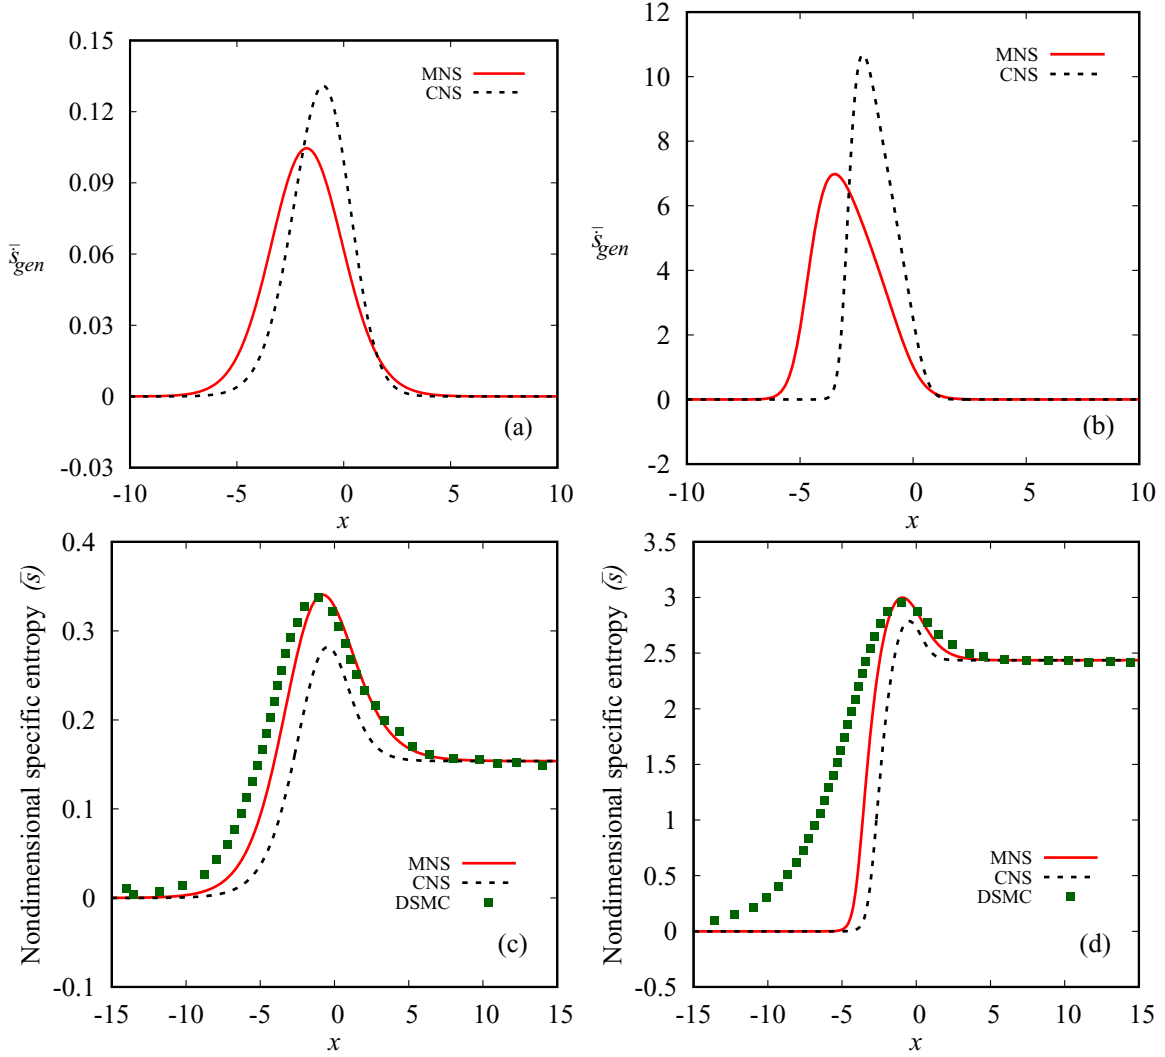 0.15
0.12
0.09
0.06
0.03
0
-0.03
-10
-5
0
5
10
x
s̄̇gen
MNS
CNS
(a)
12
10
8
6
4
2
0
-2
-10
-5
0
5
10
x
s̄̇gen
MNS
CNS
(b)
0.4
0.3
0.2
0.1
0
-0.1
-15
-10
-5
0
5
10
15
x
Nondimensional specific entropy (s̄)
MNS
CNS
DSMC
(c)
3.5
3
2.5
2
1.5
1
0.5
0
-0.5
-15
-10
-5
0
5
10
15
x
Nondimensional specific entropy (s̄)
MNS
CNS
DSMC
(d)